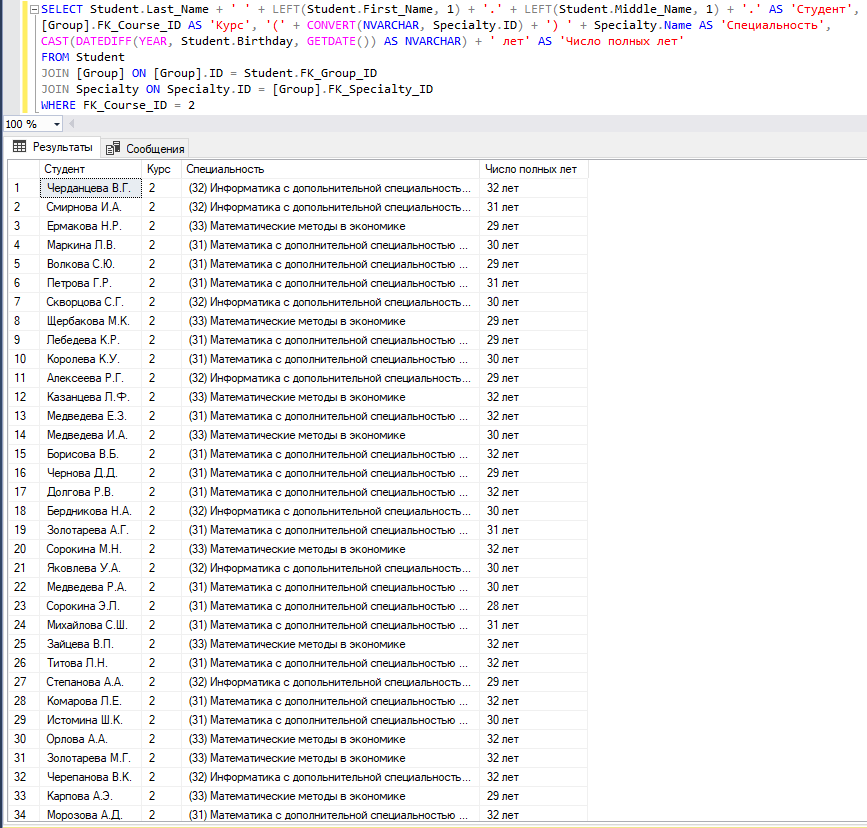 SELECT Student.Last_Name + ' ' + LEFT(Student.First_Name, 1) + '.' + LEFT(Student.Middle_Name, 1) + '.' AS 'Студент',
[Group].FK_Course_ID AS 'Курс', '(' + CONVERT(NVARCHAR, Specialty.ID) + ') ' + Specialty.Name AS 'Специальность',
CAST(DATEDIFF(YEAR, Student.Birthday, GETDATE()) AS NVARCHAR) + ' лет' AS 'Число полных лет'
FROM Student
JOIN [Group] ON [Group].ID = Student.FK_Group_ID
JOIN Specialty ON Specialty.ID = [Group].FK_Specialty_ID
WHERE FK_Course_ID = 2
100 %
Результаты Сообщения
Студент Курс Специальность Число полных лет
1 Черданцева В.Г. 2 (32) Информатика с допольнительной специальность... 32 лет
2 Смирнова И.А. 2 (32) Информатика с допольнительной специальность... 31 лет
3 Ермакова Н.Р. 2 (33) Математические методы в экономике 29 лет
4 Маркина Л.В. 2 (31) Математика с дополнительной специальностью ... 30 лет
5 Волкова С.Ю. 2 (31) Математика с дополнительной специальностью ... 29 лет
6 Петрова Г.Р. 2 (31) Математика с дополнительной специальностью ... 31 лет
7 Скворцова С.Г. 2 (32) Информатика с допольнительной специальность... 30 лет
8 Щербакова М.К. 2 (33) Математические методы в экономике 29 лет
9 Лебедева К.Р. 2 (31) Математика с дополнительной специальностью ... 29 лет
10 Королева К.У. 2 (31) Математика с дополнительной специальностью ... 30 лет
11 Алексеева Р.Г. 2 (32) Информатика с допольнительной специальность... 29 лет
12 Казанцева Л.Ф. 2 (33) Математические методы в экономике 32 лет
13 Медведева Е.З. 2 (31) Математика с дополнительной специальностью ... 32 лет
14 Медведева И.А. 2 (33) Математические методы в экономике 30 лет
15 Борисова В.Б. 2 (31) Математика с дополнительной специальностью ... 32 лет
16 Чернова Д.Д. 2 (31) Математика с дополнительной специальностью ... 29 лет
17 Долгова Р.В. 2 (31) Математика с дополнительной специальностью ... 32 лет
18 Бердникова Н.А. 2 (32) Информатика с допольнительной специальность... 30 лет
19 Золотарева А.Г. 2 (31) Математика с дополнительной специальностью ... 31 лет
20 Сорокина М.Н. 2 (33) Математические методы в экономике 32 лет
21 Яковлева У.А. 2 (32) Информатика с допольнительной специальность... 30 лет
22 Медведева Р.А. 2 (31) Математика с дополнительной специальностью ... 30 лет
23 Сорокина Э.Л. 2 (31) Математика с дополнительной специальностью ... 28 лет
24 Михайлова С.Ш. 2 (31) Математика с дополнительной специальностью ... 31 лет
25 Зайцева В.П. 2 (33) Математические методы в экономике 32 лет
26 Титова Л.Н. 2 (31) Математика с дополнительной специальностью ... 32 лет
27 Степанова А.А. 2 (32) Информатика с допольнительной специальность... 29 лет
28 Комарова Л.Е. 2 (31) Математика с дополнительной специальностью ... 32 лет
29 Истомина Ш.К. 2 (31) Математика с дополнительной специальностью ... 30 лет
30 Орлова А.А. 2 (33) Математические методы в экономике 32 лет
31 Золотарева М.Г. 2 (33) Математические методы в экономике 32 лет
32 Черепанова В.К. 2 (32) Информатика с допольнительной специальность... 32 лет
33 Карпова А.Э. 2 (33) Математические методы в экономике 29 лет
34 Морозова А.Д. 2 (31) Математика с дополнительной специальностью ... 32 лет